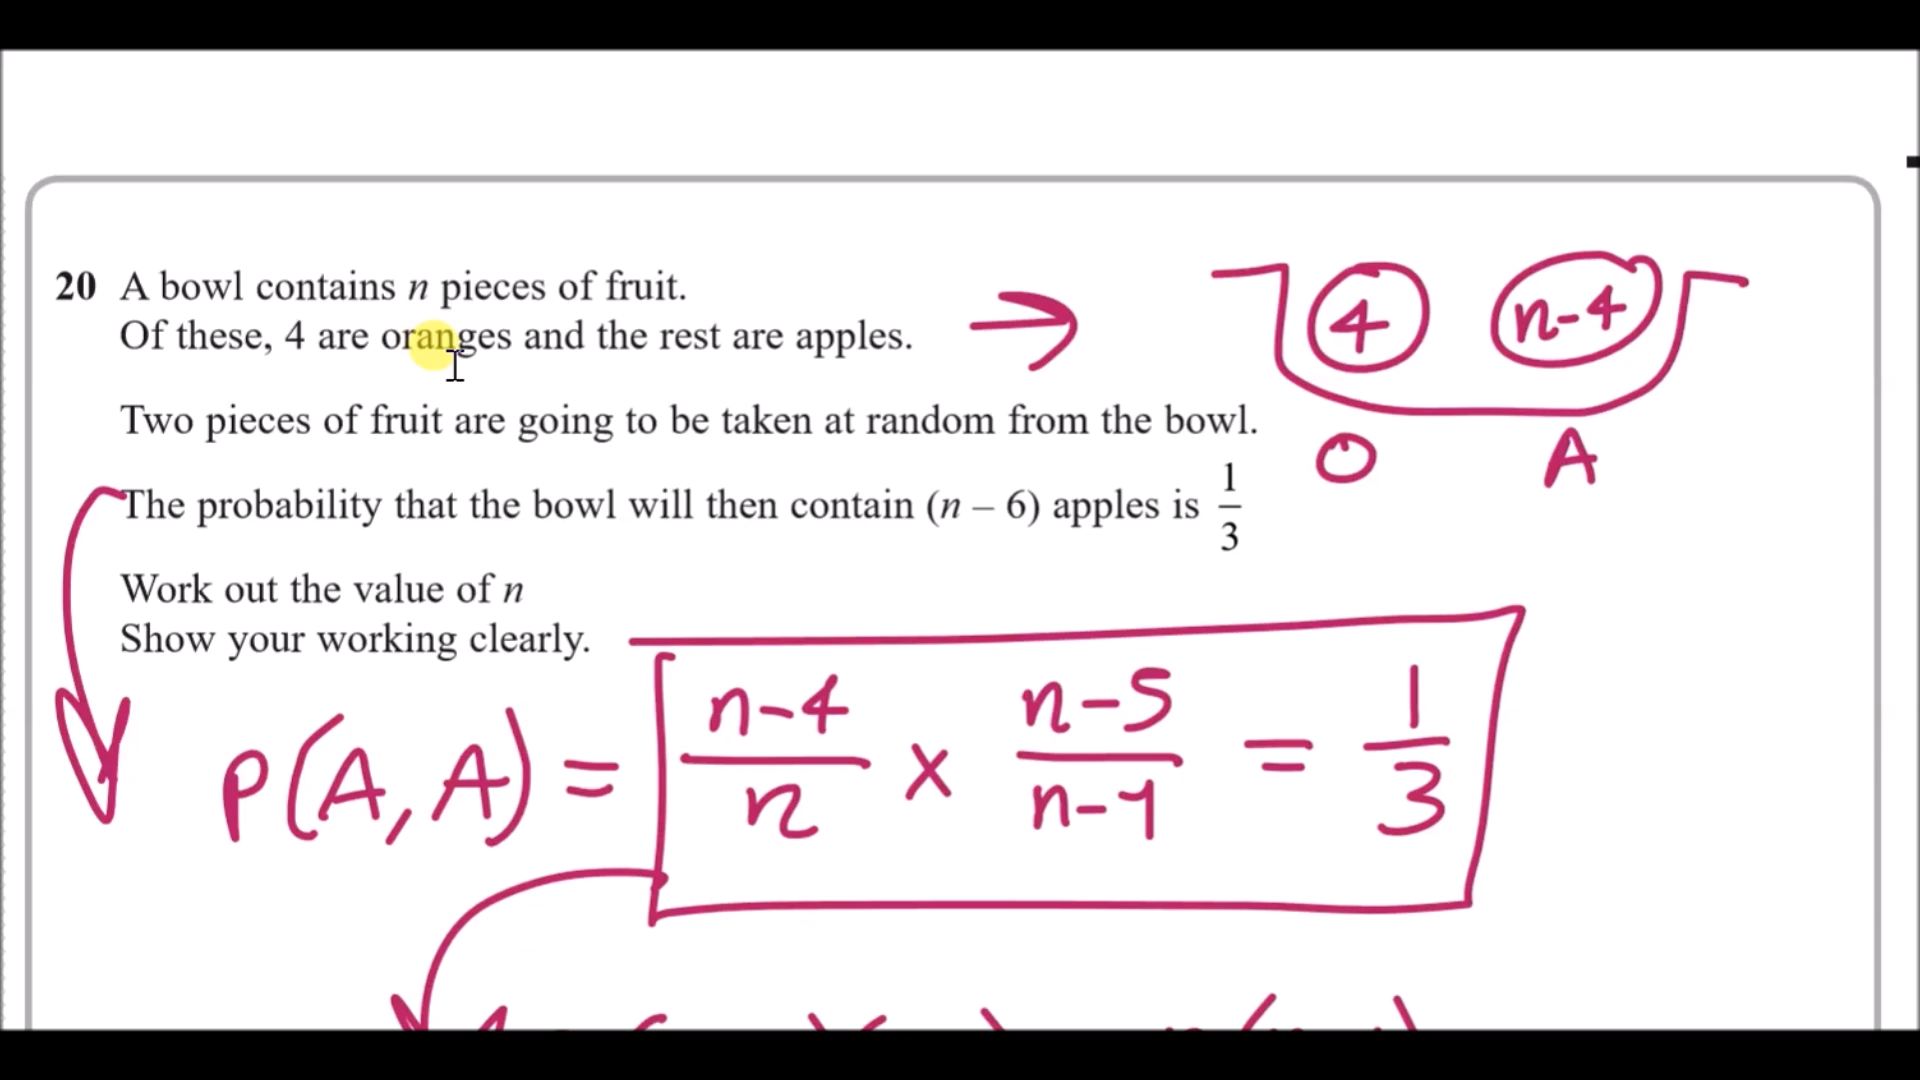 20 A bowl contains n pieces of fruit.
Of these, 4 are oranges and the rest are apples.
4 n-4
Two pieces of fruit are going to be taken at random from the bowl.
O A
The probability that the bowl will then contain (n – 6) apples is 1/3
Work out the value of n
Show your working clearly.
P(A, A) = n-4/n × n-5/n-1 = 1/3